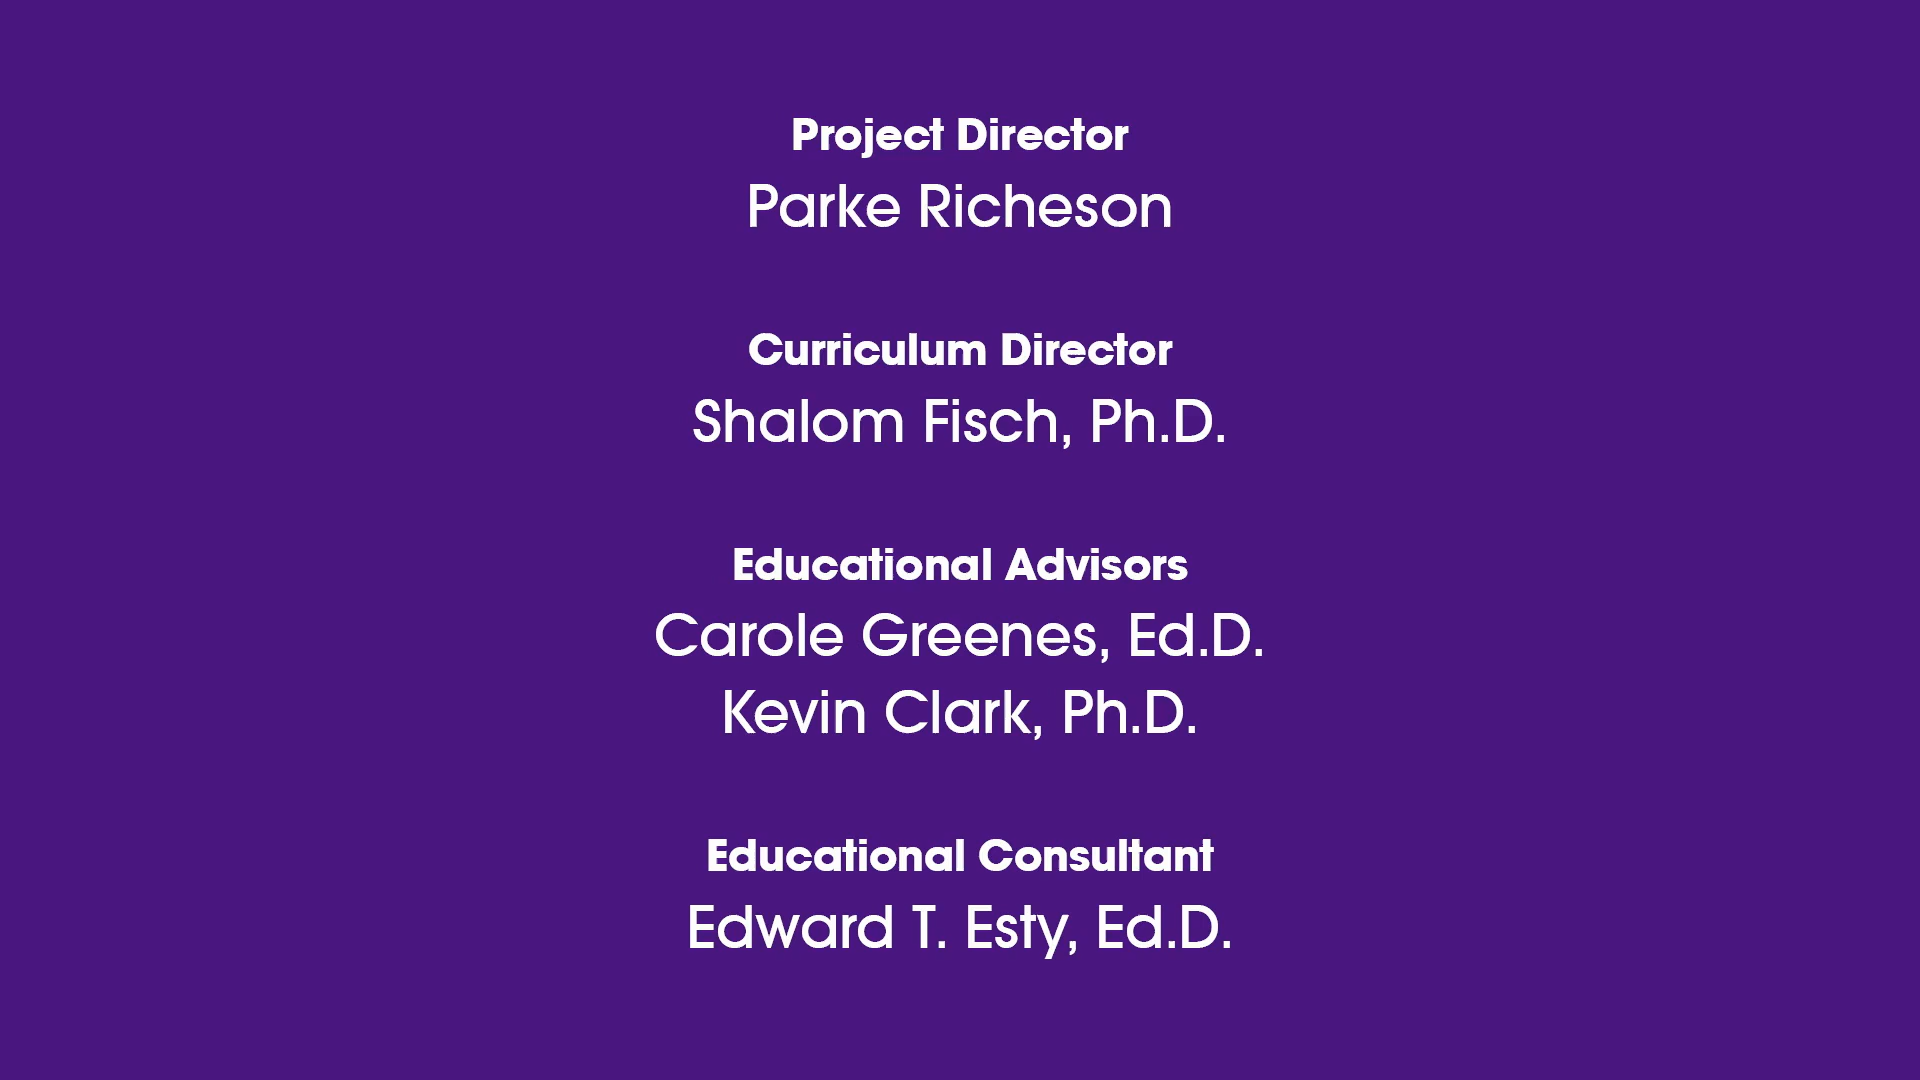 Project Director
Parke Richeson
Curriculum Director
Shalom Fisch, Ph.D.
Educational Advisors
Carole Greenes, Ed.D.
Kevin Clark, Ph.D.
Educational Consultant
Edward T. Esty, Ed.D.